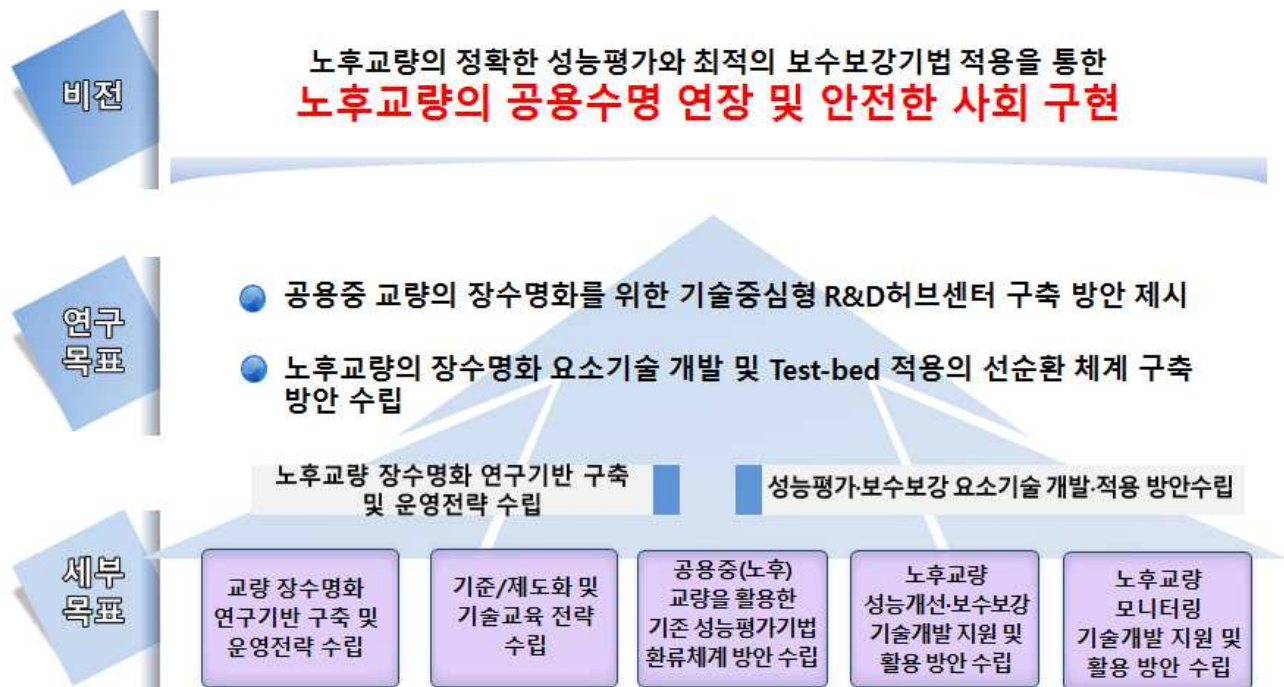 비전
노후교량의 정확한 성능평가와 최적의 보수보강기법 적용을 통한
노후교량의 공용수명 연장 및 안전한 사회 구현
연구
목표
공용중 교량의 장수명화를 위한 기술중심형 R&D허브센터 구축 방안 제시
노후교량의 장수명화 요소기술 개발 및 Test-bed 적용의 선순환 체계 구축
방안 수립
노후교량 장수명화 연구기반 구축
및 운영전략 수립
성능평가·보수보강 요소기술 개발·적용 방안수립
세부
목표
교량 장수명화
연구기반 구축 및
운영전략 수립
기준/제도화 및
기술교육 전략
수립
공용중(노후)
교량을 활용한
기존 성능평가기법
환류체계 방안 수립
노후교량
성능개선·보수보강
기술개발 지원 및
활용 방안 수립
노후교량
모니터링
기술개발 지원 및
활용 방안 수립